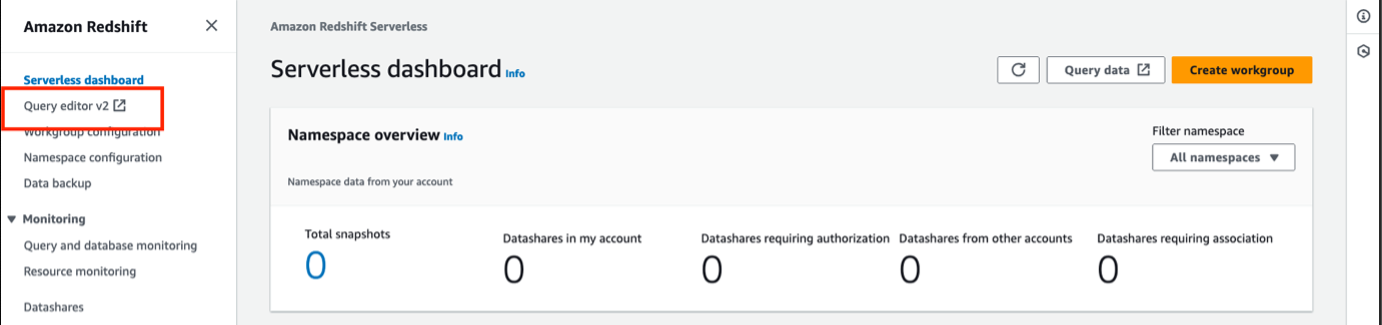 Amazon Redshift
Serverless dashboard
Query editor v2
Workgroup configuration
Namespace configuration
Data backup
Monitoring
Query and database monitoring
Resource monitoring
Datashares
Amazon Redshift Serverless
Serverless dashboard Info
Query data
Create workgroup
Namespace overview Info
Filter namespace
All namespaces
Namespace data from your account
Total snapshots
0
Datashares in my account
0
Datashares requiring authorization
0
Datashares from other accounts
0
Datashares requiring association
0